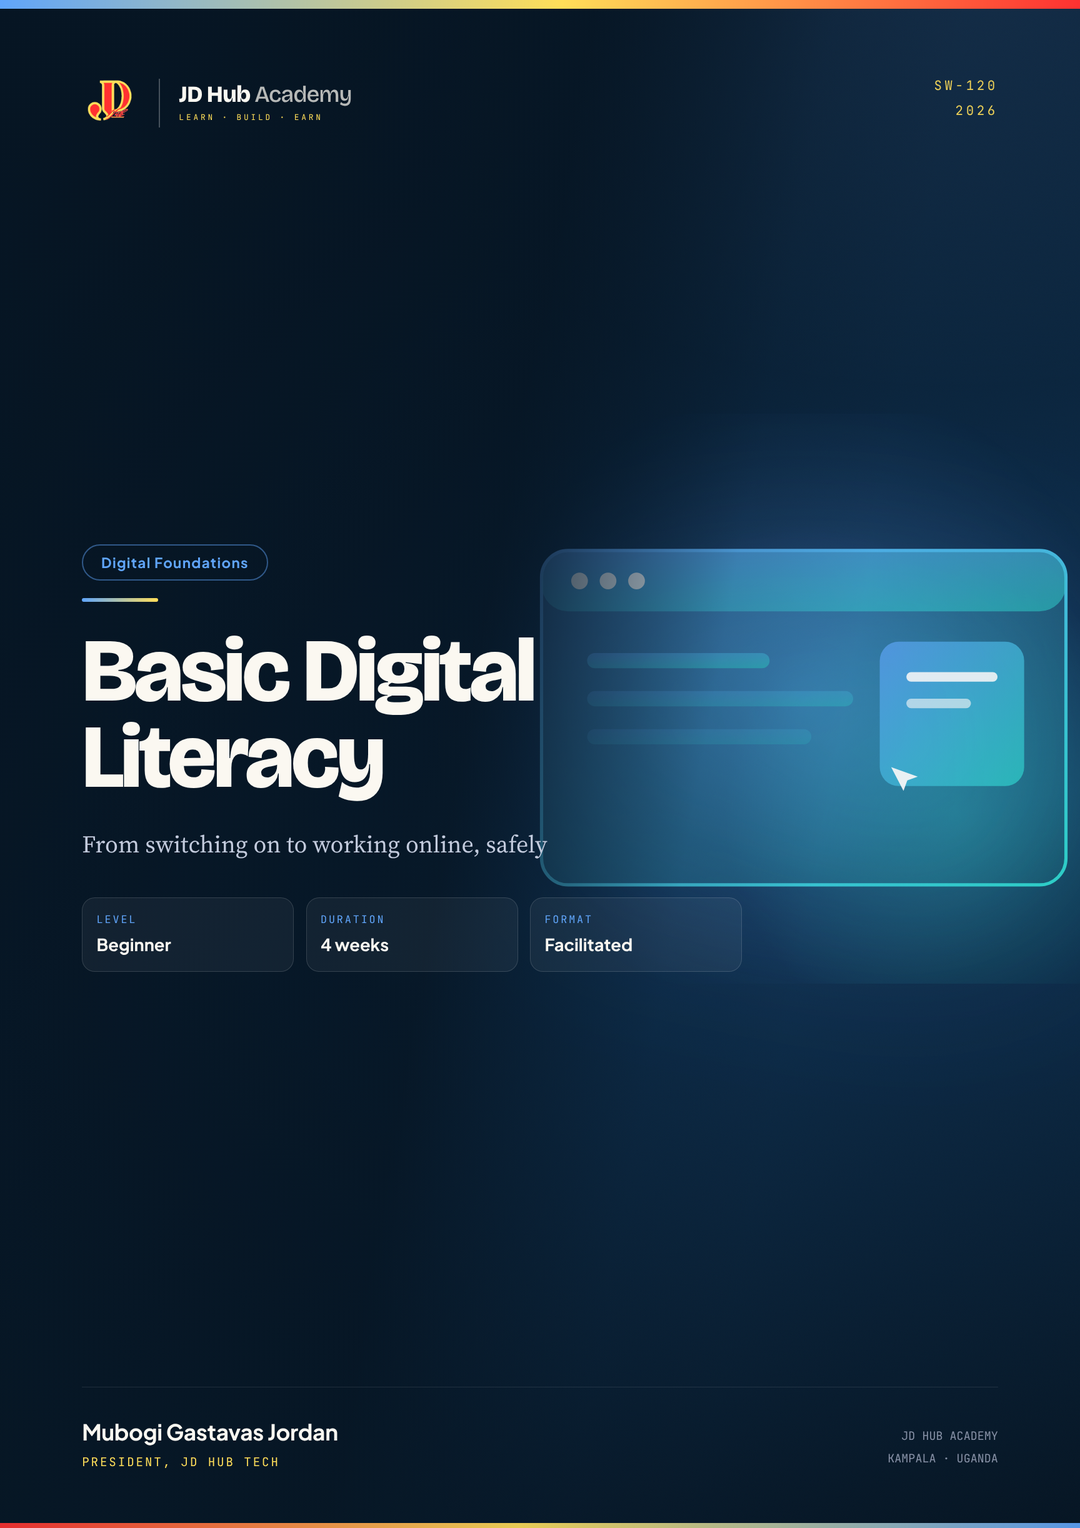 JD
JD Hub Academy
LEARN · BUILD · EARN
SW-120
2026
Digital Foundations
Basic Digital
Literacy
From switching on to working online, safely
LEVEL
Beginner
DURATION
4 weeks
FORMAT
Facilitated
Mubogi Gastavas Jordan
PRESIDENT, JD HUB TECH
JD HUB ACADEMY
KAMPALA · UGANDA